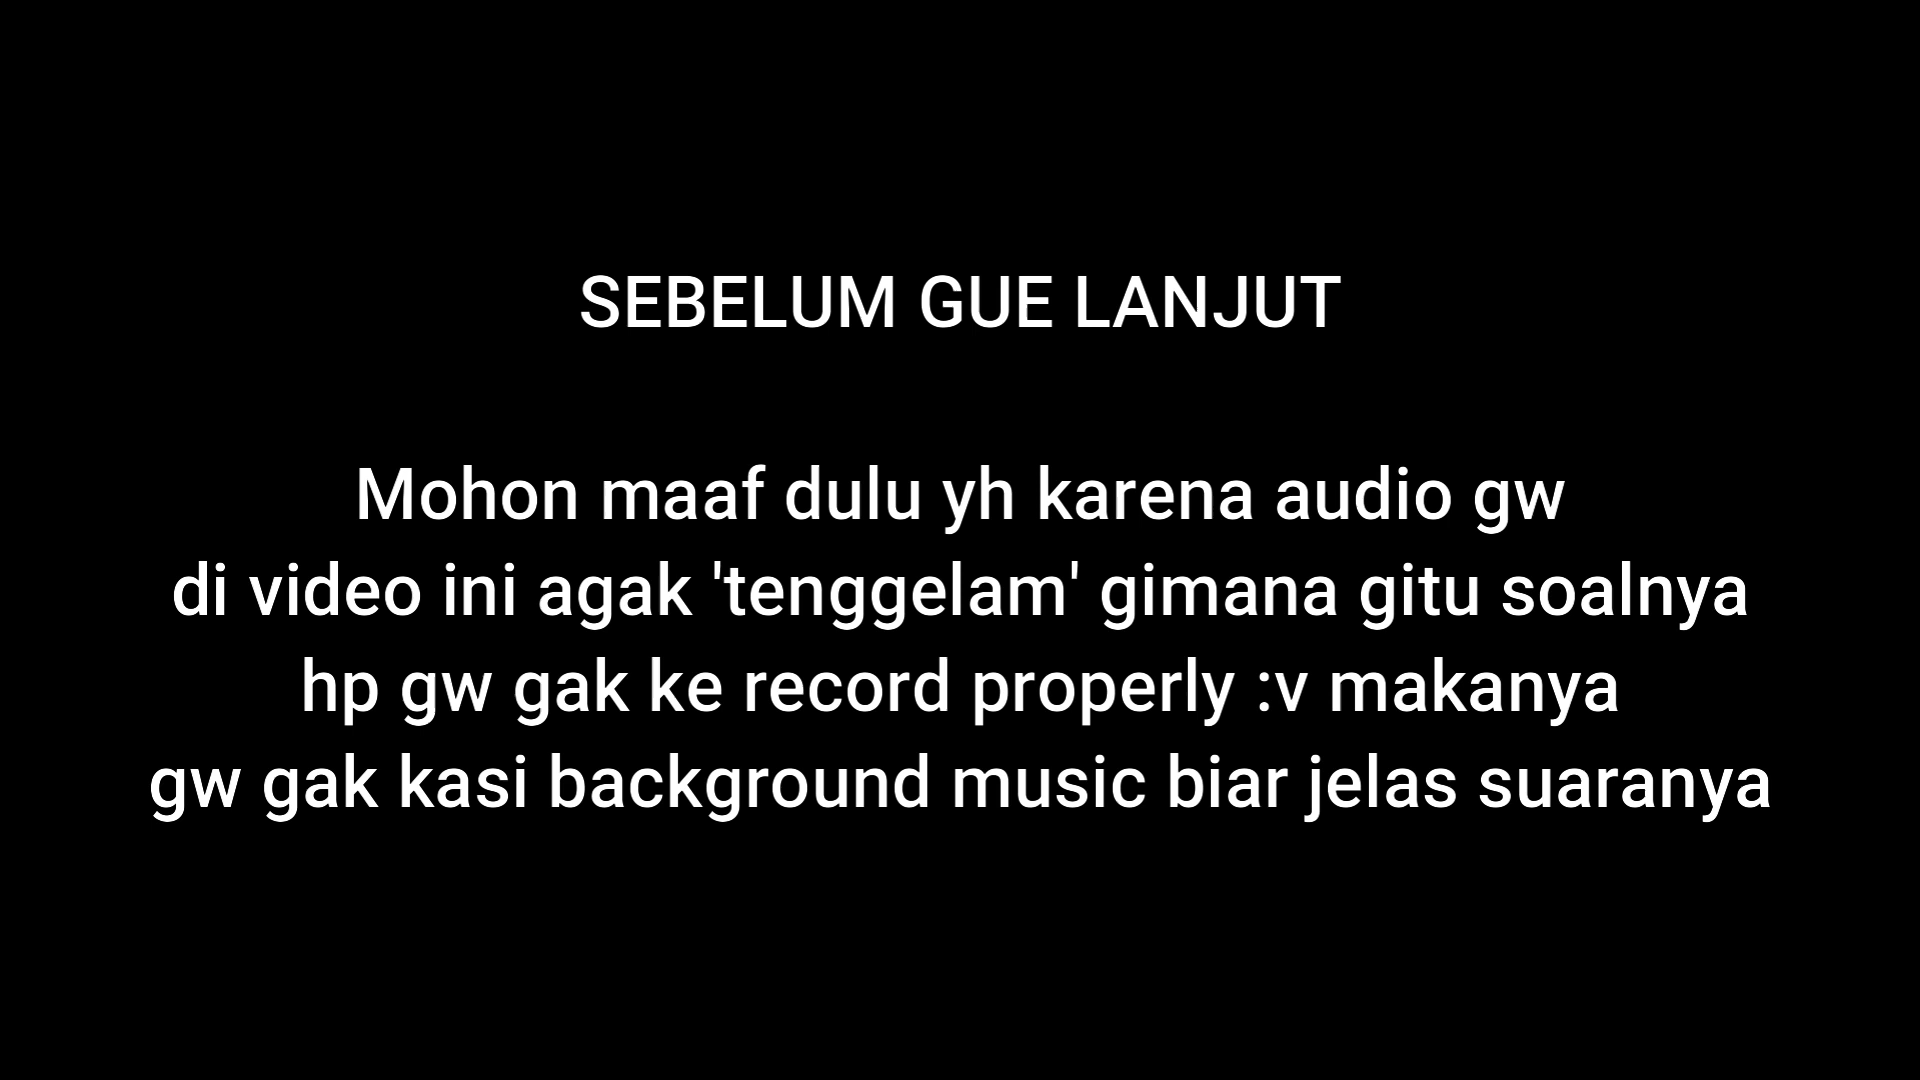 SEBELUM GUE LANJUT
Mohon maaf dulu yh karena audio gw
di video ini agak 'tenggelam' gimana gitu soalnya
hp gw gak ke record properly :v makanya
gw gak kasi background music biar jelas suaranya